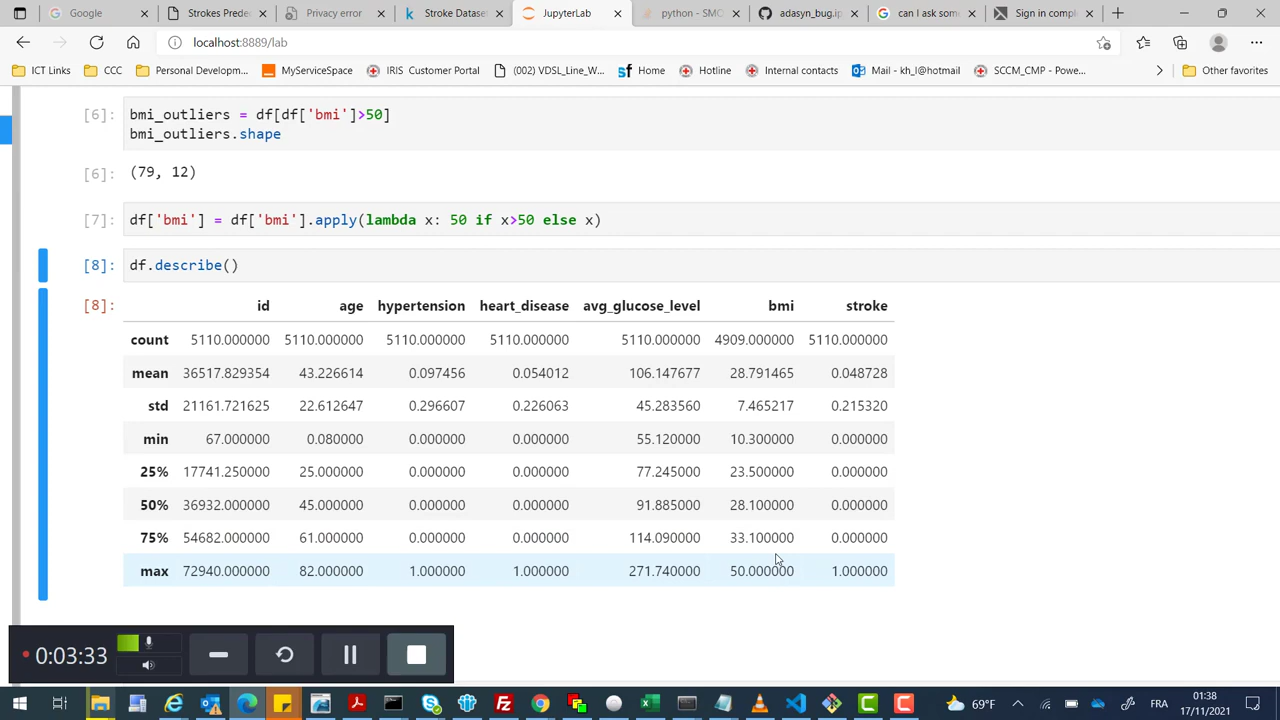 Google
Strokes Prede
Privacy error
Stroke Dataset
JupyterLab
python - SMC
adasyn_bug.ip
can I ask som
Sign in comple
localhost:8889/lab
ICT Links
CCC
Personal Developm...
MyServiceSpace
IRIS Customer Portal
(002) VDSL_Line_W...
Home
Hotline
Internal contacts
Mail - kh_l@hotmail
SCCM_CMP - Powe...
Other favorites
[6]: bmi_outliers = df[df['bmi']>50]
bmi_outliers.shape
[6]: (79, 12)
[7]: df['bmi'] = df['bmi'].apply(lambda x: 50 if x>50 else x)
[8]: df.describe()
[8]: id age hypertension heart_disease avg_glucose_level bmi stroke
count 5110.000000 5110.000000 5110.000000 5110.000000 5110.000000 4909.000000 5110.000000
mean 36517.829354 43.226614 0.097456 0.054012 106.147677 28.791465 0.048728
std 21161.721625 22.612647 0.296607 0.226063 45.283560 7.465217 0.215320
min 67.000000 0.080000 0.000000 0.000000 55.120000 10.300000 0.000000
25% 17741.250000 25.000000 0.000000 0.000000 77.245000 23.500000 0.000000
50% 36932.000000 45.000000 0.000000 0.000000 91.885000 28.100000 0.000000
75% 54682.000000 61.000000 0.000000 0.000000 114.090000 33.100000 0.000000
max 72940.000000 82.000000 1.000000 1.000000 271.740000 50.000000 1.000000
0:03:33
69°F
FRA
01:38
17/11/2021